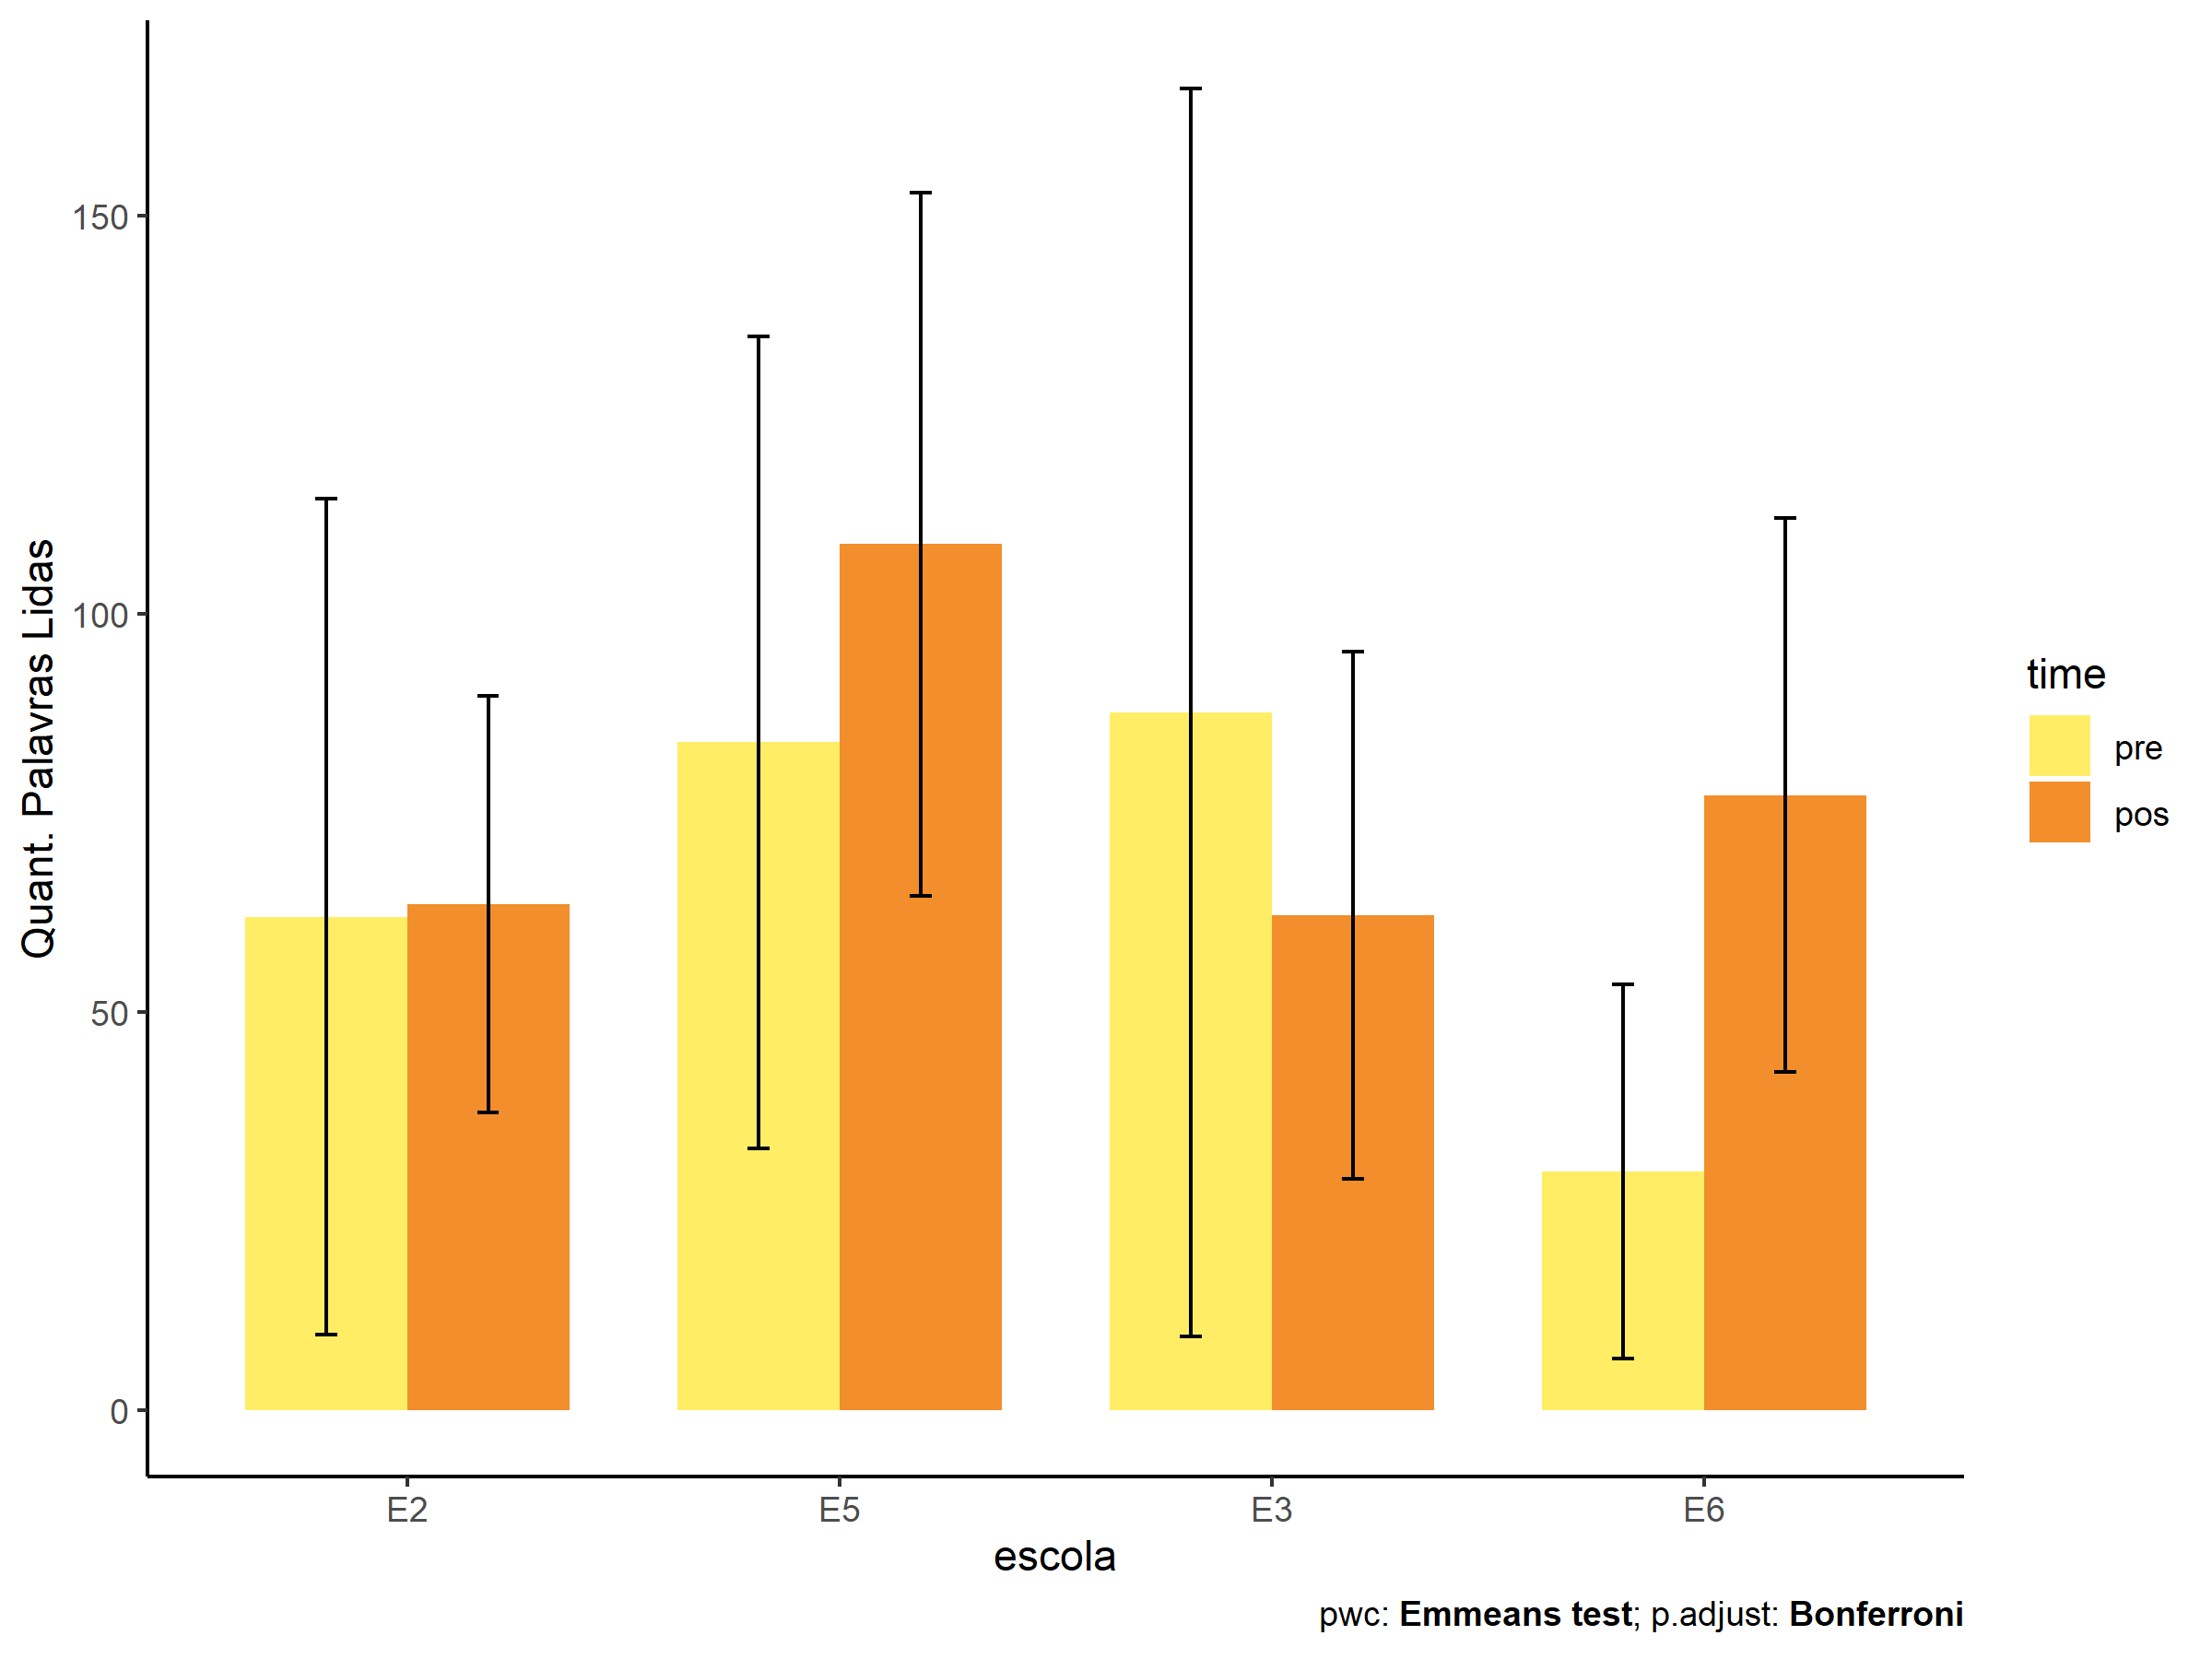 Quant. Palavras Lidas
150
100
50
0
E2 E5 E3 E6
escola
time
pre
pos
pwc: Emmeans test; p.adjust: Bonferroni